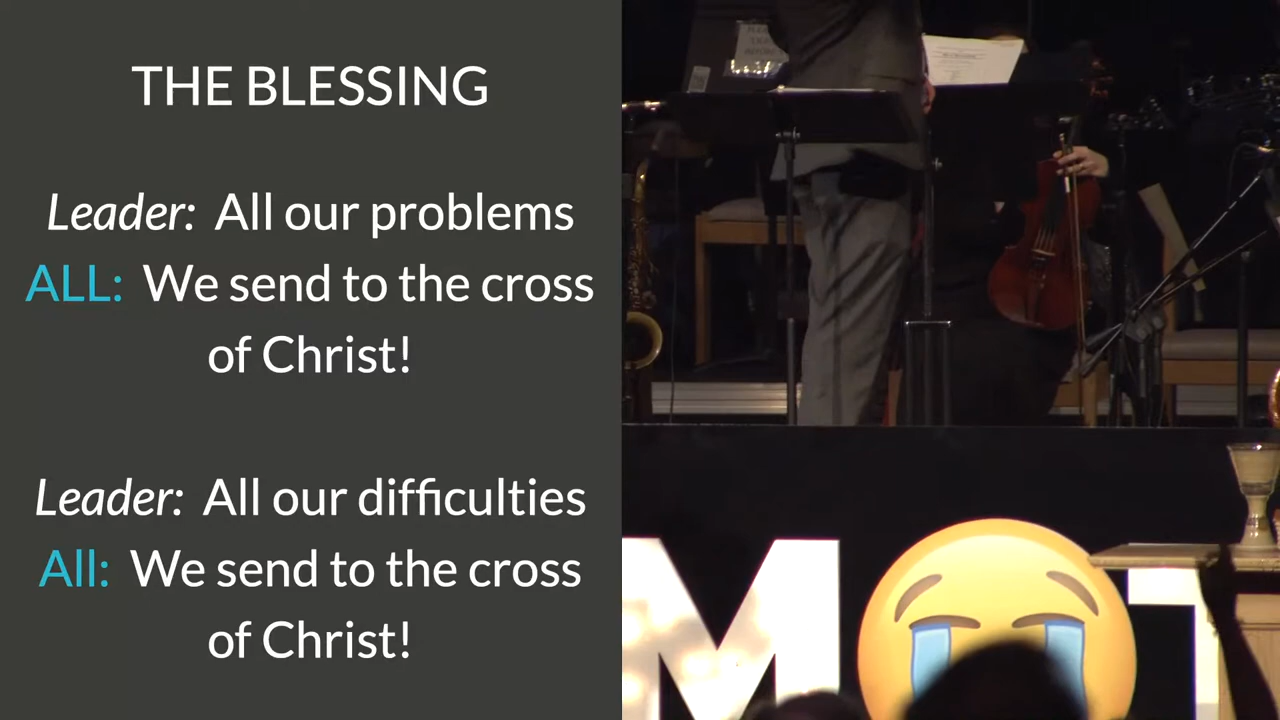 THE BLESSING
Leader: All our problems
ALL: We send to the cross
of Christ!
Leader: All our difficulties
All: We send to the cross
of Christ!
M
T